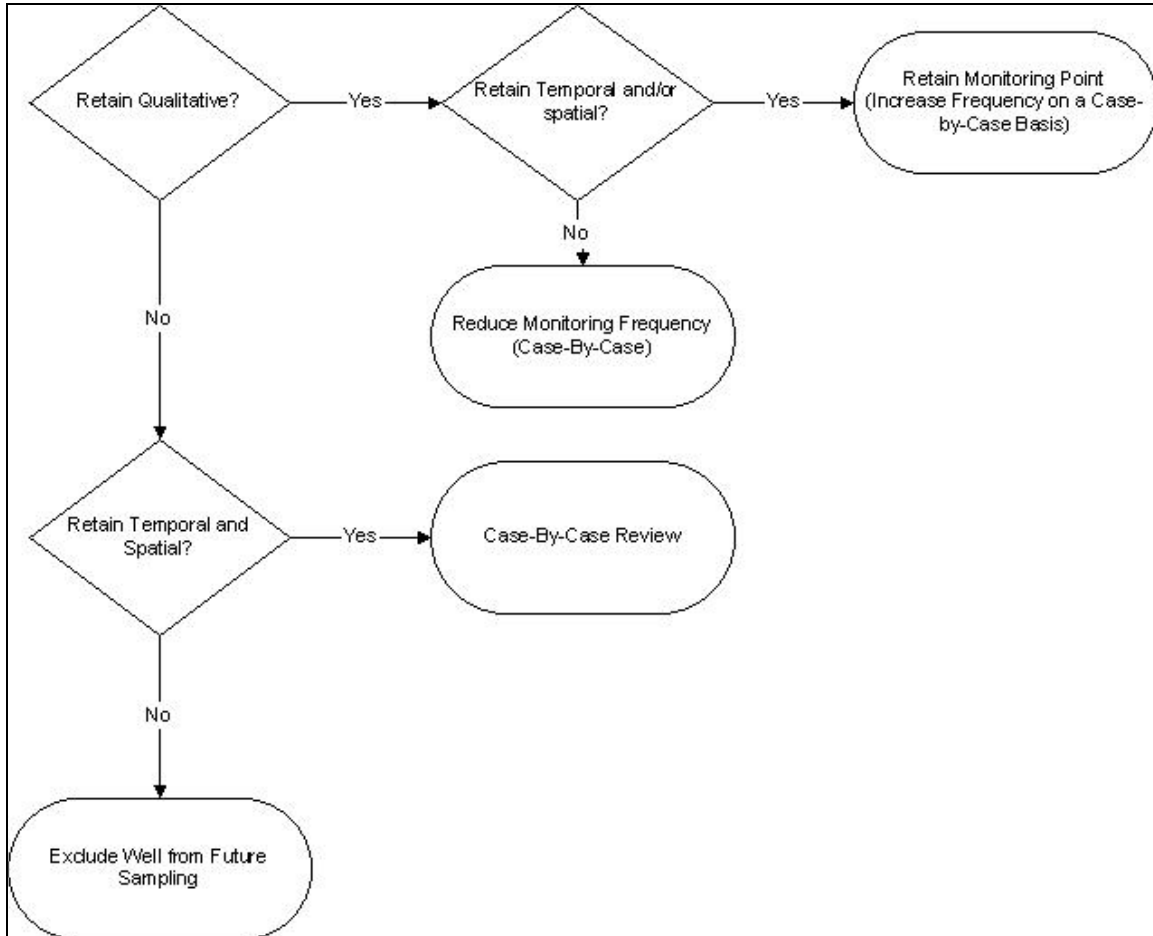 Retain Qualitative?
Yes
Retain Temporal and/or
spatial?
Yes
Retain Monitoring Point
(Increase Frequency on a Case-
by-Case Basis)
No
Reduce Monitoring Frequency
(Case-By-Case)
No
Retain Temporal and
Spatial?
Yes
Case-By-Case Review
No
Exclude Well from Future
Sampling